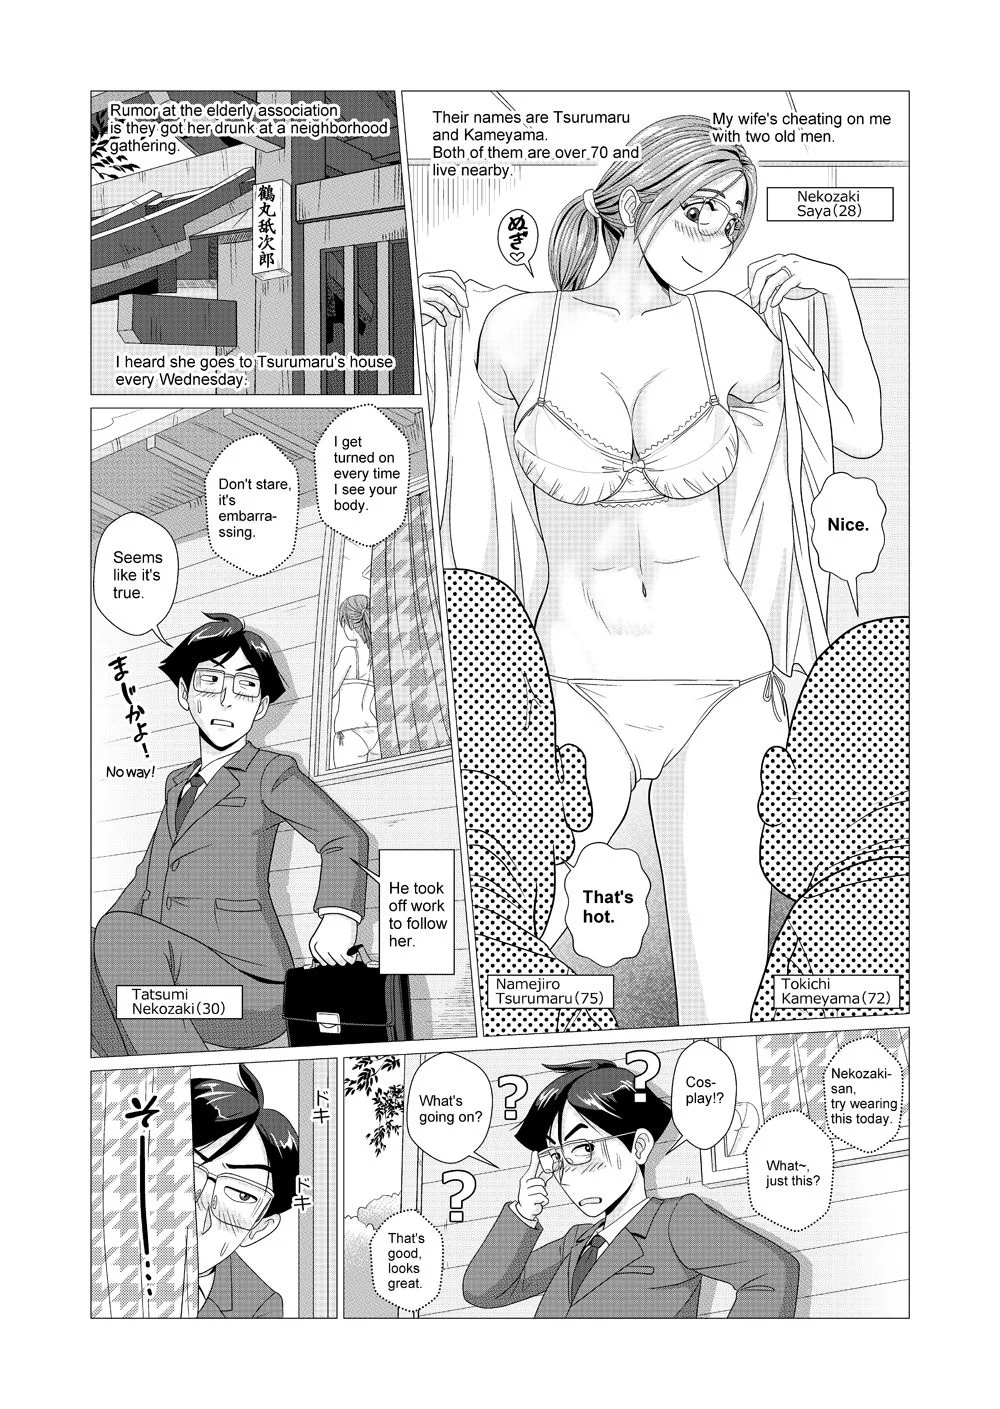 My wife's cheating on me
with two old men.
Nekozaki
Saya(28)
Their names are Tsurumaru
and Kameyama.
Both of them are over 70 and
live nearby.
ぬぎ♡
Nice.
That's
hot.
Tokichi
Kameyama(72)
Namejiro
Tsurumaru(75)
Rumor at the elderly association
is they got her drunk at a neighborhood
gathering.
鶴丸舐次郎
I heard she goes to Tsurumaru's house
every Wednesday.
I get
turned on
every time
I see your
body.
Don't stare,
it's
embarra-
ssing.
Seems
like it's
true.
まじかよ!
No way!
He took
off work
to follow
her.
Tatsumi
Nekozaki(30)
Nekozaki-
san,
try wearing
this today.
What~,
just this?
Cos-
play!?
?
?
?
What's
going on?
That's
good,
looks
great.
ドキ
ドキ
そー…